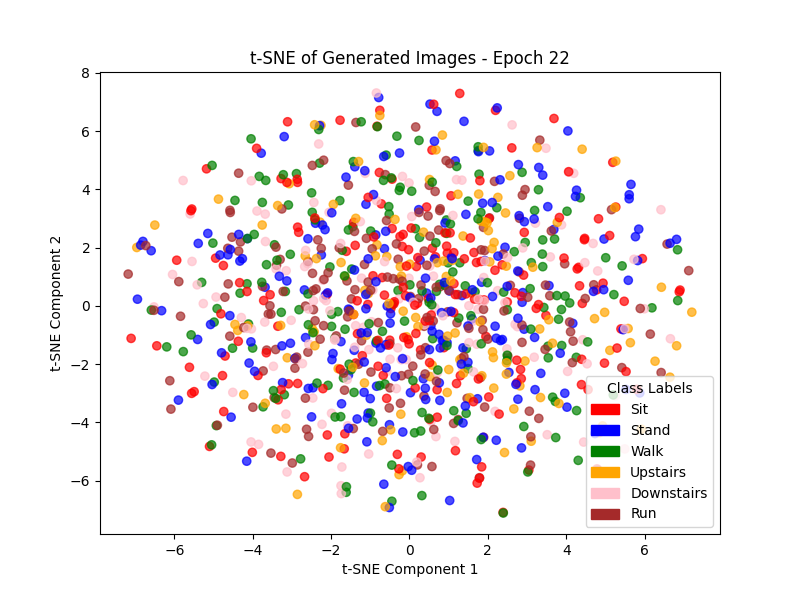 t-SNE of Generated Images - Epoch 22
t-SNE Component 2
8
6
4
2
0
−2
−4
−6
Class Labels
Sit
Stand
Walk
Upstairs
Downstairs
Run
−6 −4 −2 0 2 4 6
t-SNE Component 1